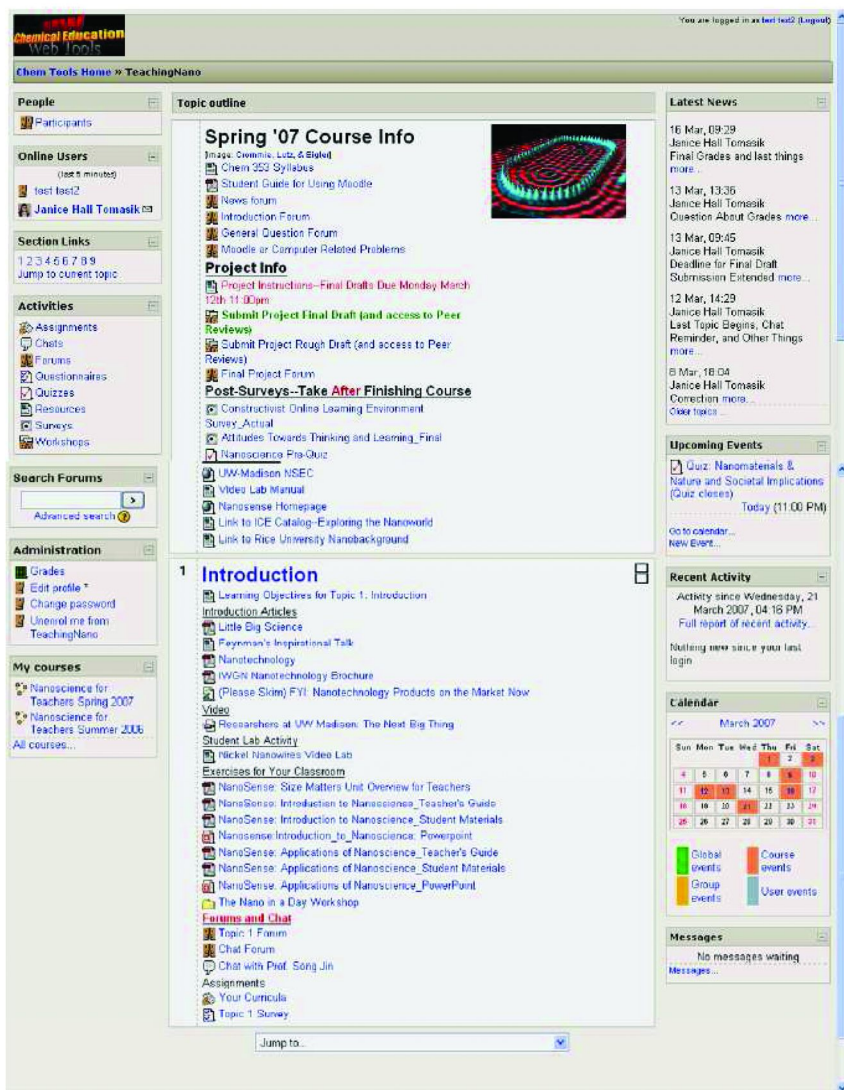 Chemical Education
Web Tools
You are logged in as test test2 (Logout)
Chem Tools Home » TeachingNano
People
Participants
Online Users
(last 5 minutes)
test test2
Janice Hall Tomasik
Section Links
1 2 3 4 5 6 7 8 9
Jump to current topic
Activities
Assignments
Chats
Forums
Questionnaires
Quizzes
Resources
Surveys
Workshops
Search Forums
>
Advanced search ?
Administration
Grades
Edit profile *
Change password
Unenrol me from
TeachingNano
My courses
Nanoscience for
Teachers Spring 2007
Nanoscience for
Teachers Summer 2006
All courses...
Topic outline
Spring '07 Course Info
[Image: Crommie, Lutz, & Eigler]
Chem 353 Syllabus
Student Guide for Using Moodle
News forum
Introduction Forum
General Question Forum
Moodle or Computer Related Problems
Project Info
Project Instructions--Final Drafts Due Monday March
12th 11:00pm
Submit Project Final Draft (and access to Peer
Reviews)
Submit Project Rough Draft (and access to Peer
Reviews)
Final Project Forum
Post-Surveys--Take After Finishing Course
Constructivist Online Learning Environment
Survey_Actual
Attitudes Towards Thinking and Learning_Final
Nanoscience Pre-Quiz
UW-Madison NSEC
Video Lab Manual
Nanosense Homepage
Link to ICE Catalog--Exploring the Nanoworld
Link to Rice University Nanobackground
1
Introduction
Learning Objectives for Topic 1: Introduction
Introduction Articles
Little Big Science
Feynman's Inspirational Talk
Nanotechnology
IWGN Nanotechnology Brochure
(Please Skim) FYI: Nanotechnology Products on the Market Now
Video
Researchers at UW Madison: The Next Big Thing
Student Lab Activity
Nickel Nanowires Video Lab
Exercises for Your Classroom
NanoSense: Size Matters Unit Overview for Teachers
NanoSense: Introduction to Nanoscience_Teacher's Guide
NanoSense: Introduction to Nanoscience_Student Materials
Nanosense:Introduction_to_Nanoscience: Powerpoint
NanoSense: Applications of Nanoscience_Teacher's Guide
NanoSense: Applications of Nanoscience_Student Materials
NanoSense: Applications of Nanoscience_PowerPoint
The Nano in a Day Workshop
Forums and Chat
Topic 1 Forum
Chat Forum
Chat with Prof. Song Jin
Assignments
Your Curricula
Topic 1 Survey
Jump to...
Latest News
16 Mar, 09:29
Janice Hall Tomasik
Final Grades and last things
more...
13 Mar, 13:36
Janice Hall Tomasik
Question About Grades more...
13 Mar, 09:45
Janice Hall Tomasik
Deadline for Final Draft
Submission Extended more...
12 Mar, 14:29
Janice Hall Tomasik
Last Topic Begins, Chat
Reminder, and Other Things
more...
8 Mar, 18:04
Janice Hall Tomasik
Correction more...
Older topics ...
Upcoming Events
Quiz: Nanomaterials &
Nature and Societal Implications
(Quiz closes)
Today (11:00 PM)
Go to calendar...
New Event...
Recent Activity
Activity since Wednesday, 21
March 2007, 04:16 PM
Full report of recent activity...
Nothing new since your last
login
Calendar
<< March 2007 >>
Sun Mon Tue Wed Thu Fri Sat
1 2 3
4 5 6 7 8 9 10
11 12 13 14 15 16 17
18 19 20 21 22 23 24
25 26 27 28 29 30 31
Global events
Course events
Group events
User events
Messages
No messages waiting
Messages...